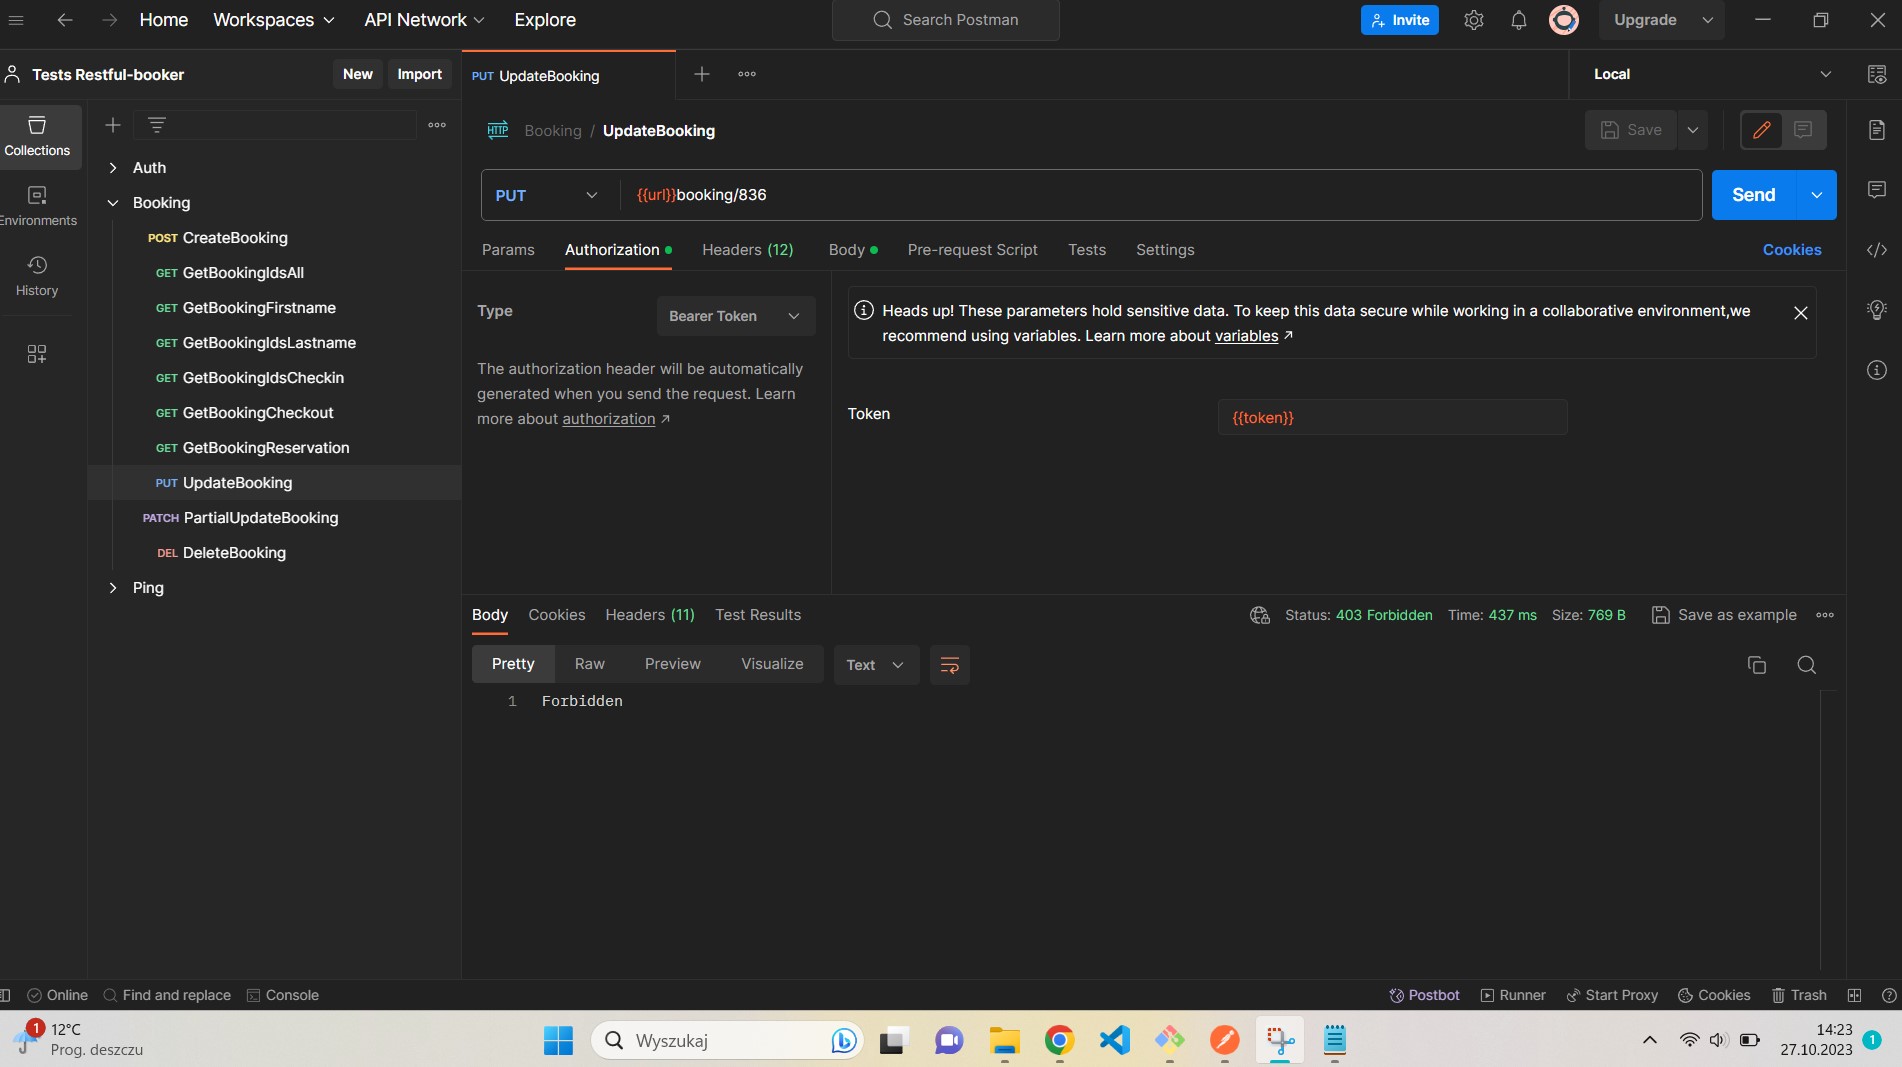 Home
Workspaces
API Network
Explore
Search Postman
Invite
Upgrade
Tests Restful-booker
New
Import
PUT UpdateBooking
Local
Collections
Environments
History
Auth
Booking
POST CreateBooking
GET GetBookingIdsAll
GET GetBookingFirstname
GET GetBookingIdsLastname
GET GetBookingIdsCheckin
GET GetBookingCheckout
GET GetBookingReservation
PUT UpdateBooking
PATCH PartialUpdateBooking
DEL DeleteBooking
Ping
HTTP Booking / UpdateBooking
Save
PUT
{{url}}booking/836
Send
Params
Authorization
Headers (12)
Body
Pre-request Script
Tests
Settings
Cookies
Type
Bearer Token
The authorization header will be automatically
generated when you send the request. Learn
more about authorization ↗
Heads up! These parameters hold sensitive data. To keep this data secure while working in a collaborative environment,we
recommend using variables. Learn more about variables ↗
Token
{{token}}
Body
Cookies
Headers (11)
Test Results
Status: 403 Forbidden
Time: 437 ms
Size: 769 B
Save as example
Pretty
Raw
Preview
Visualize
Text
1 Forbidden
Online
Find and replace
Console
Postbot
Runner
Start Proxy
Cookies
Trash
1
12°C
Prog. deszczu
Wyszukaj
14:23
27.10.2023
1